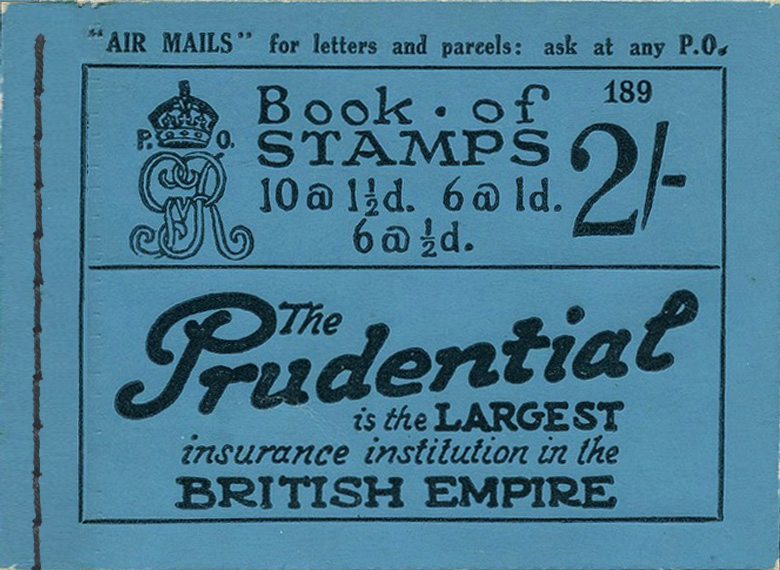 "AIR MAILS" for letters and parcels: ask at any P.O.
Book · of
189
STAMPS
2/-
P. O.
GR
10 @ 1½d. 6 @ 1d.
6 @ ½d.
The
Prudential
is the LARGEST
insurance institution in the
BRITISH EMPIRE